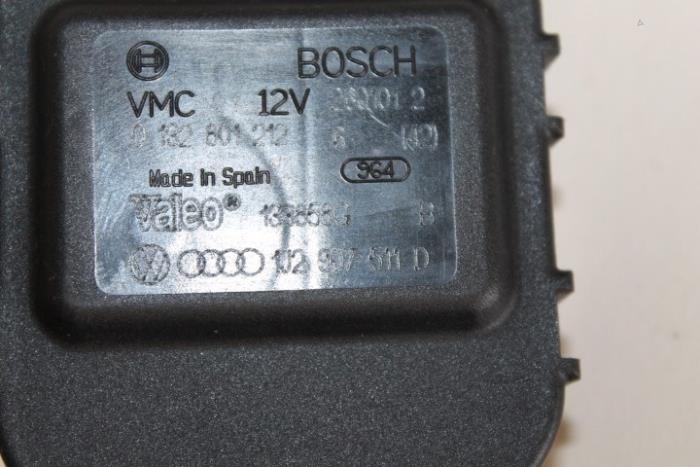 BOSCH
VMC 12V
0 132 801 212
Made in Spain 964
Valeo® B
1J2 907 511 D